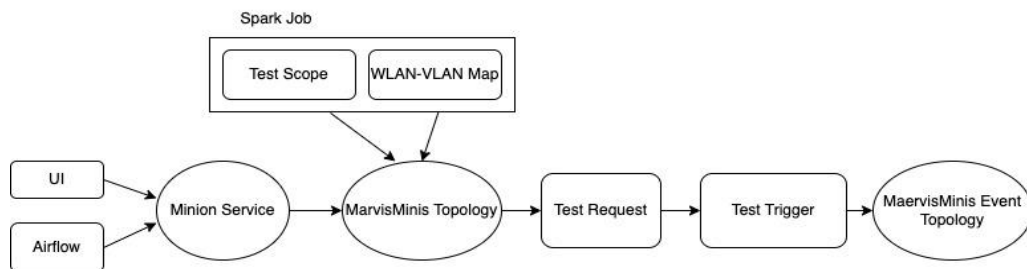 Spark Job
Test Scope
WLAN-VLAN Map
UI
Airflow
Minion Service
MarvisMinis Topology
Test Request
Test Trigger
MaervisMinis Event
Topology